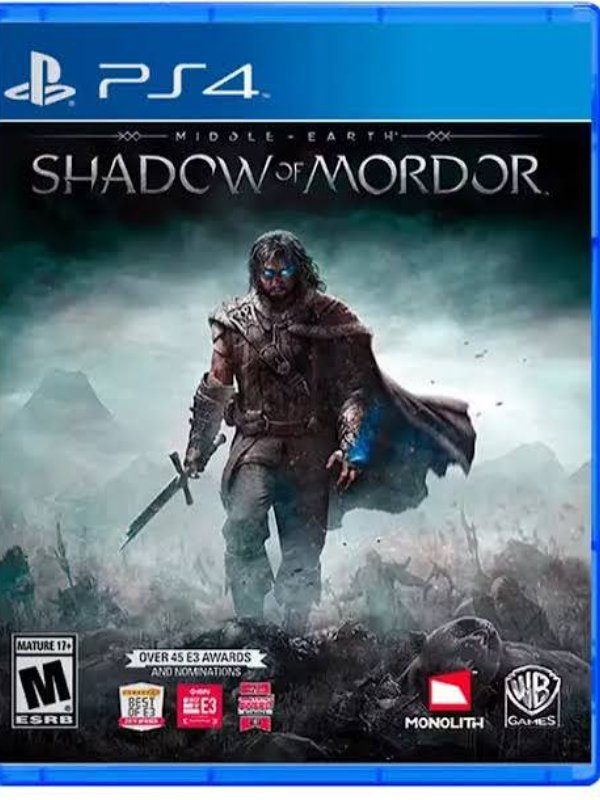 PS4
MIDDLE-EARTH
SHADOW OF MORDOR
MATURE 17+
M
ESRB
OVER 45 E3 AWARDS
AND NOMINATIONS
BEST
OF E3
E3
MONOLITH
WB
GAMES